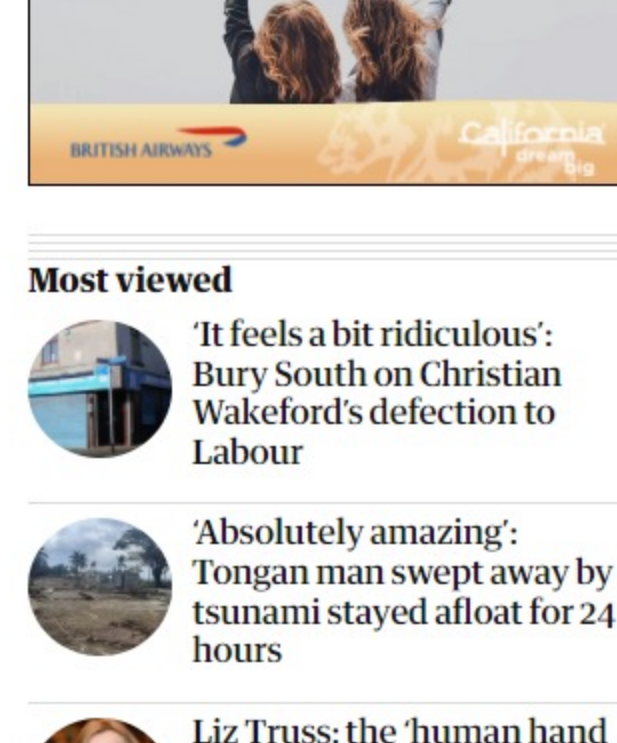 BRITISH AIRWAYS
California
dream
big
Most viewed
‘It feels a bit ridiculous’:
Bury South on Christian
Wakeford’s defection to
Labour
‘Absolutely amazing’:
Tongan man swept away by
tsunami stayed afloat for 24
hours
Liz Truss: the ‘human hand